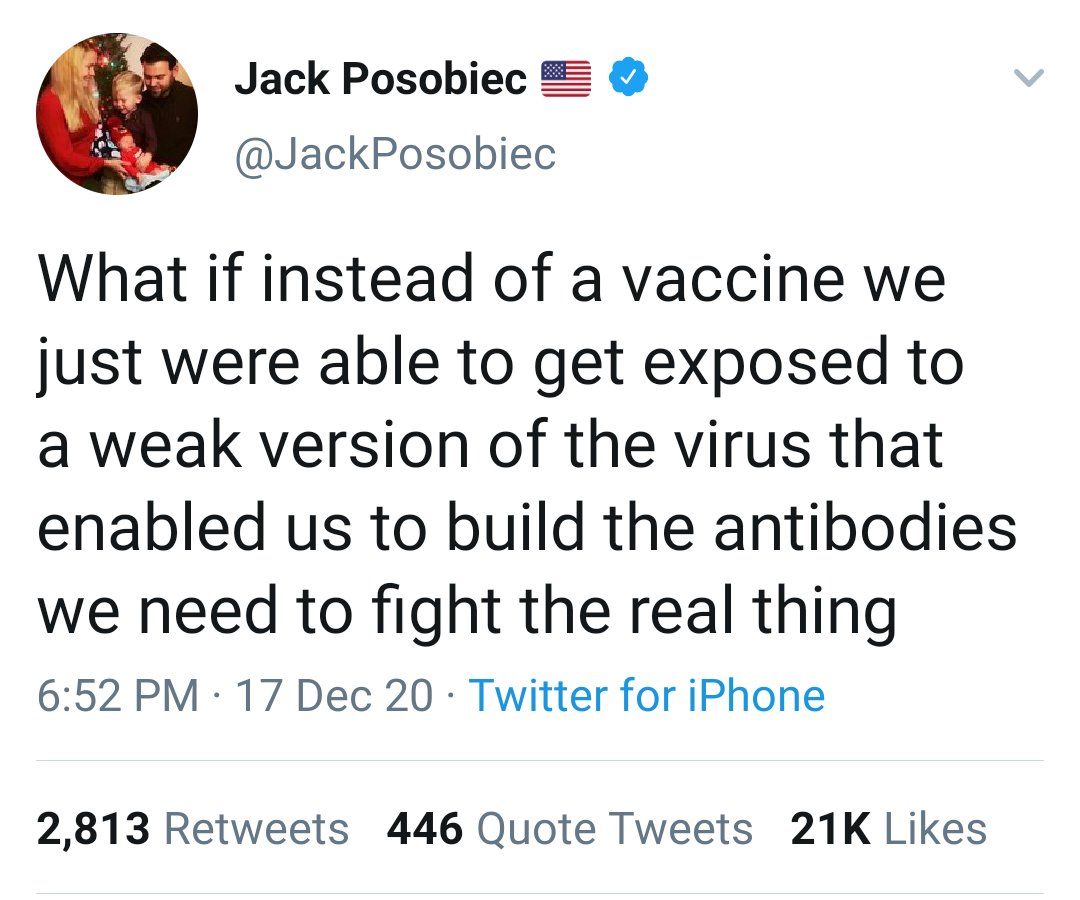 Jack Posobiec 🇺🇸
@JackPosobiec
What if instead of a vaccine we
just were able to get exposed to
a weak version of the virus that
enabled us to build the antibodies
we need to fight the real thing
6:52 PM · 17 Dec 20 · Twitter for iPhone
2,813 Retweets 446 Quote Tweets 21K Likes